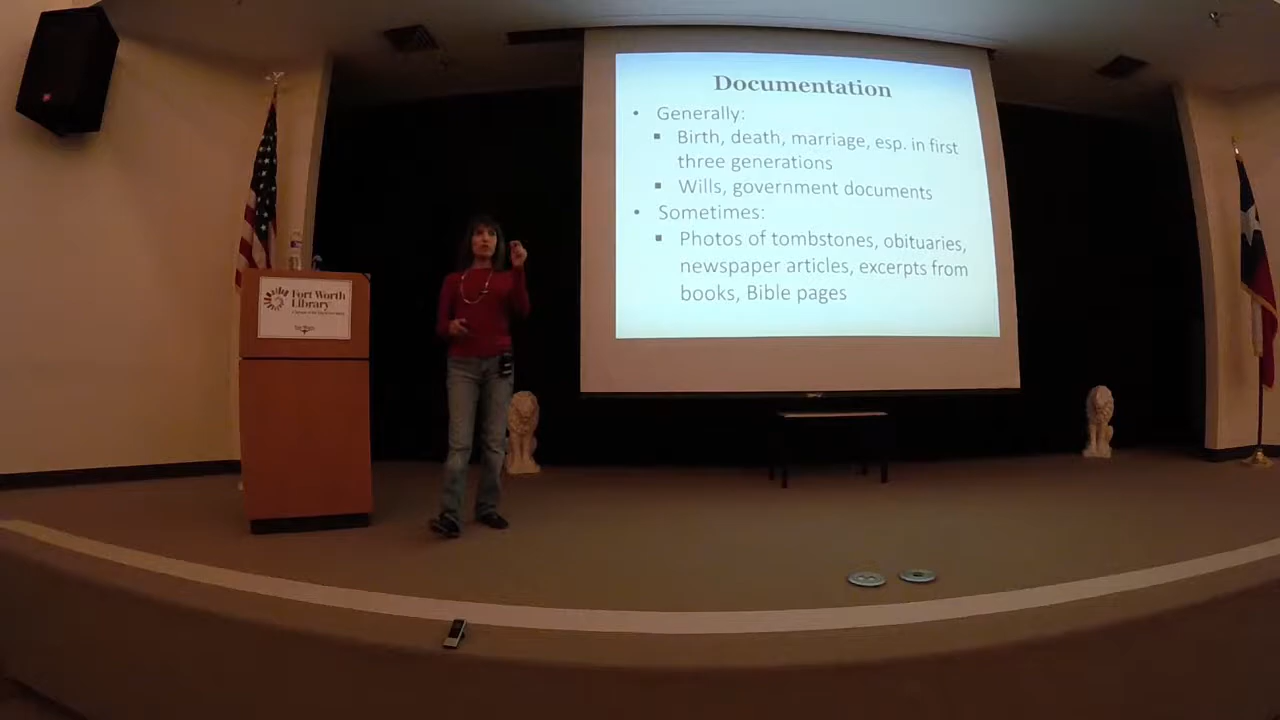 Documentation
• Generally:
▪ Birth, death, marriage, esp. in first
three generations
▪ Wills, government documents
• Sometimes:
▪ Photos of tombstones, obituaries,
newspaper articles, excerpts from
books, Bible pages
Fort Worth
Library